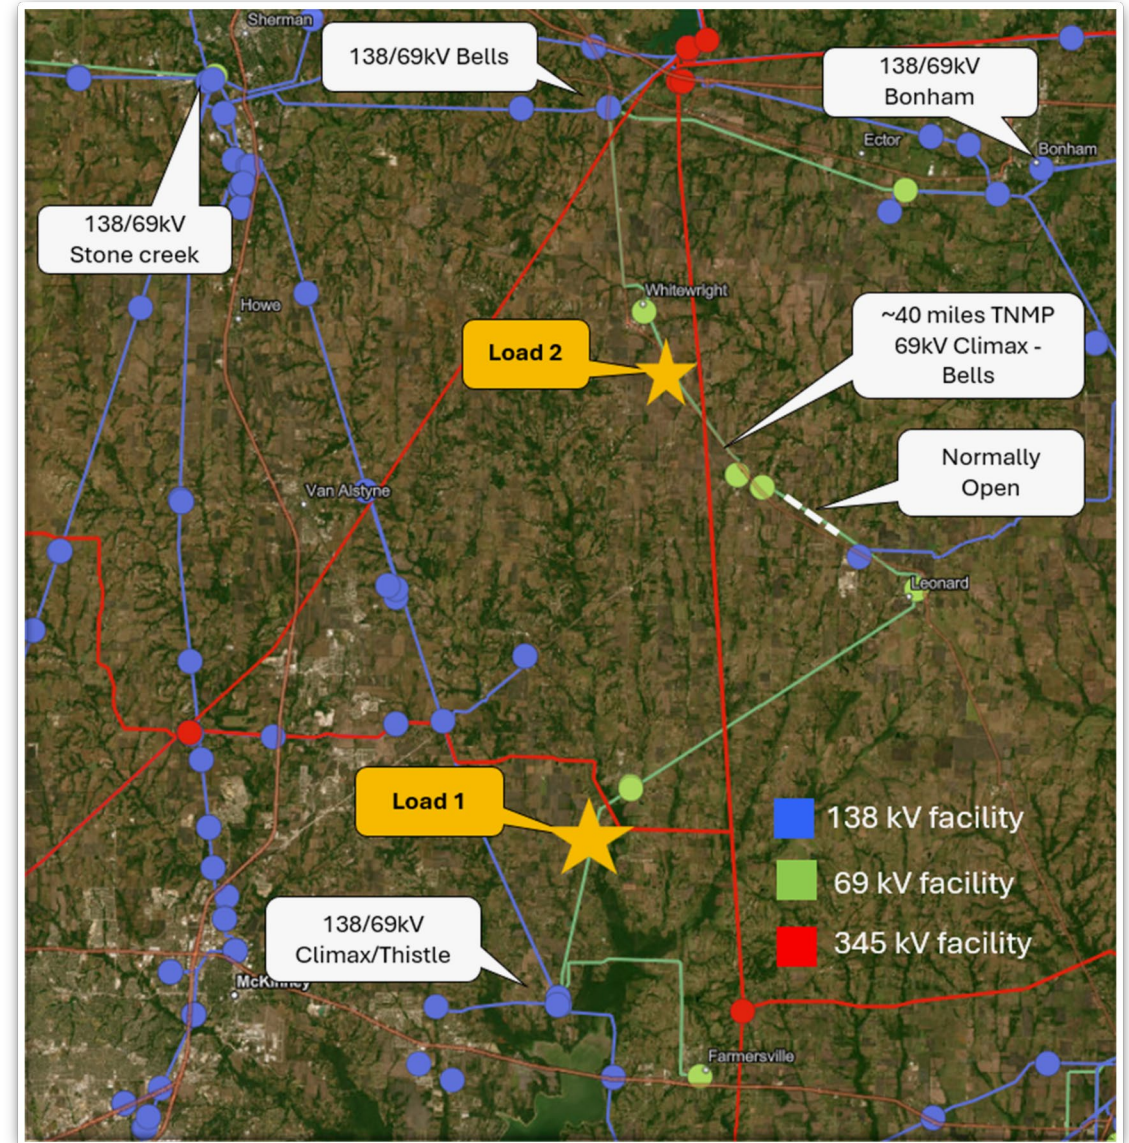 Sherman
138/69kV Bells
138/69kV
Bonham
Ector
Bonham
138/69kV
Stone creek
Whitewright
Howe
~40 miles TNMP
69kV Climax -
Bells
Load 2
Normally
Open
Van Alstyne
Leonard
Load 1
138 kV facility
69 kV facility
345 kV facility
138/69kV
Climax/Thistle
McKinney
Farmersville